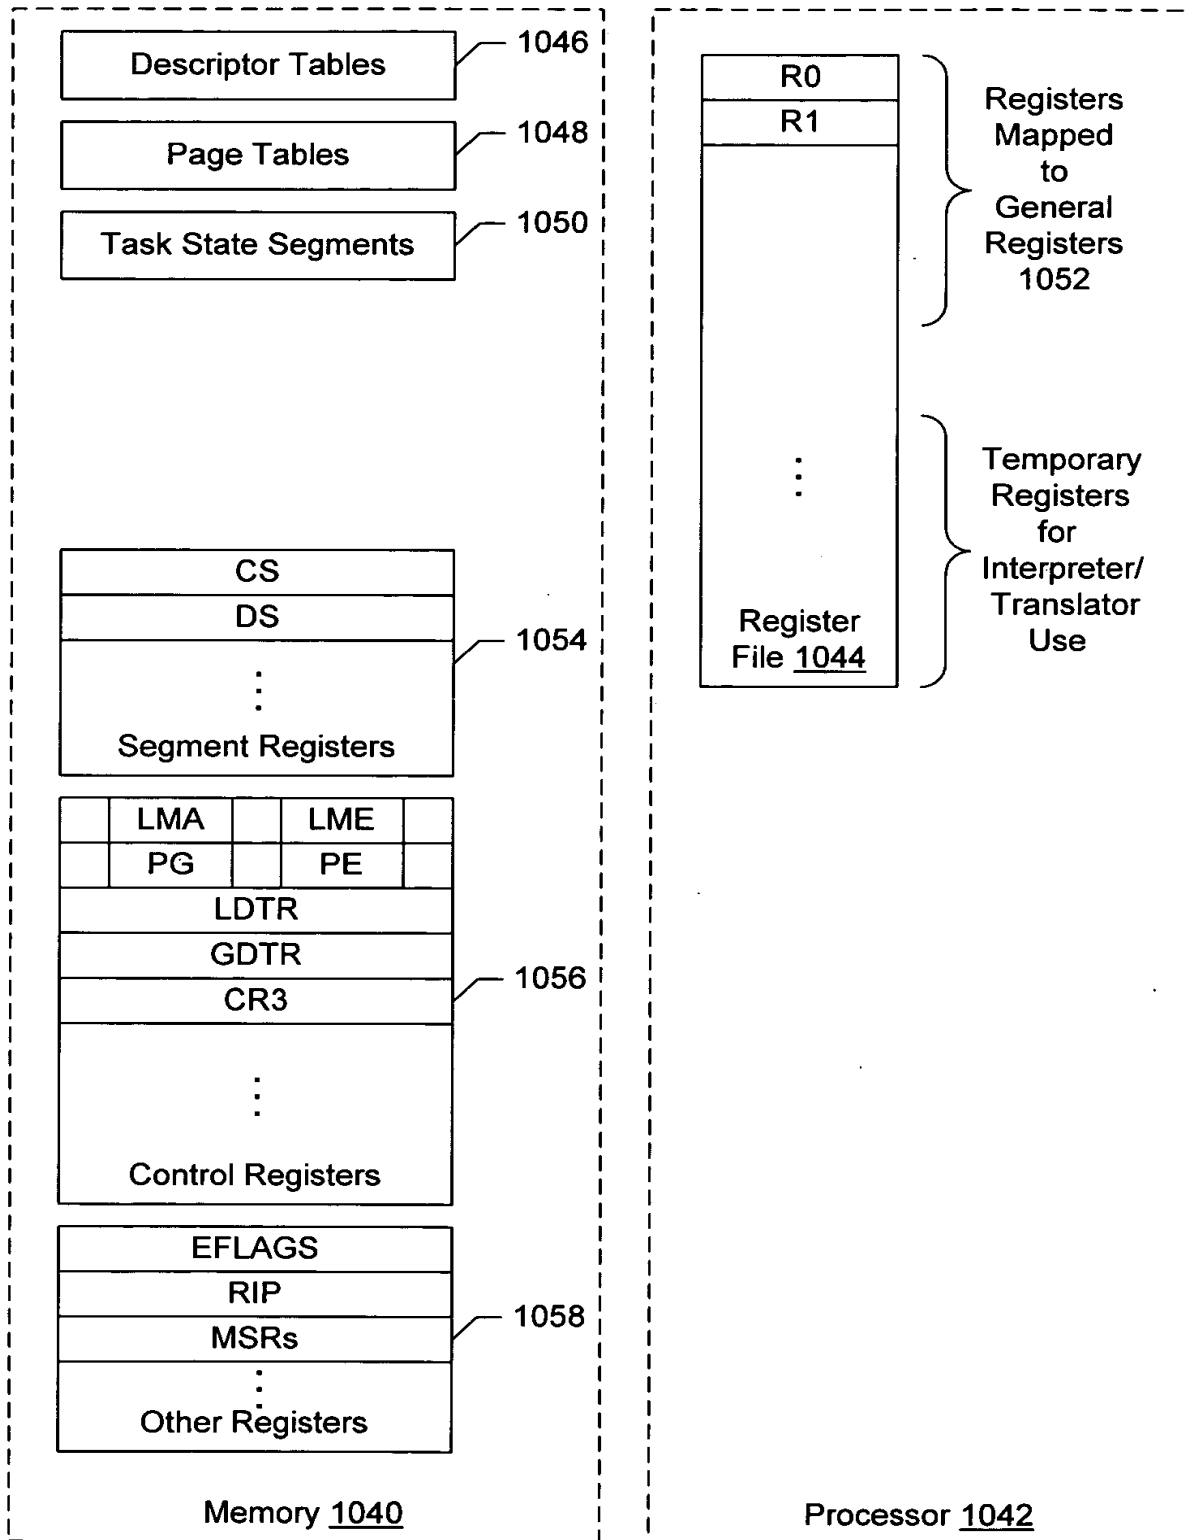 Descriptor Tables
1046
Page Tables
1048
Task State Segments
1050
CS
DS
1054
Segment Registers
LMA LME
PG PE
LDTR
GDTR
1056
CR3
Control Registers
EFLAGS
RIP
1058
MSRs
Other Registers
Memory 1040
R0
R1
Registers
Mapped
to
General
Registers
1052
Temporary
Registers
for
Interpreter/
Translator
Use
Register
File 1044
Processor 1042